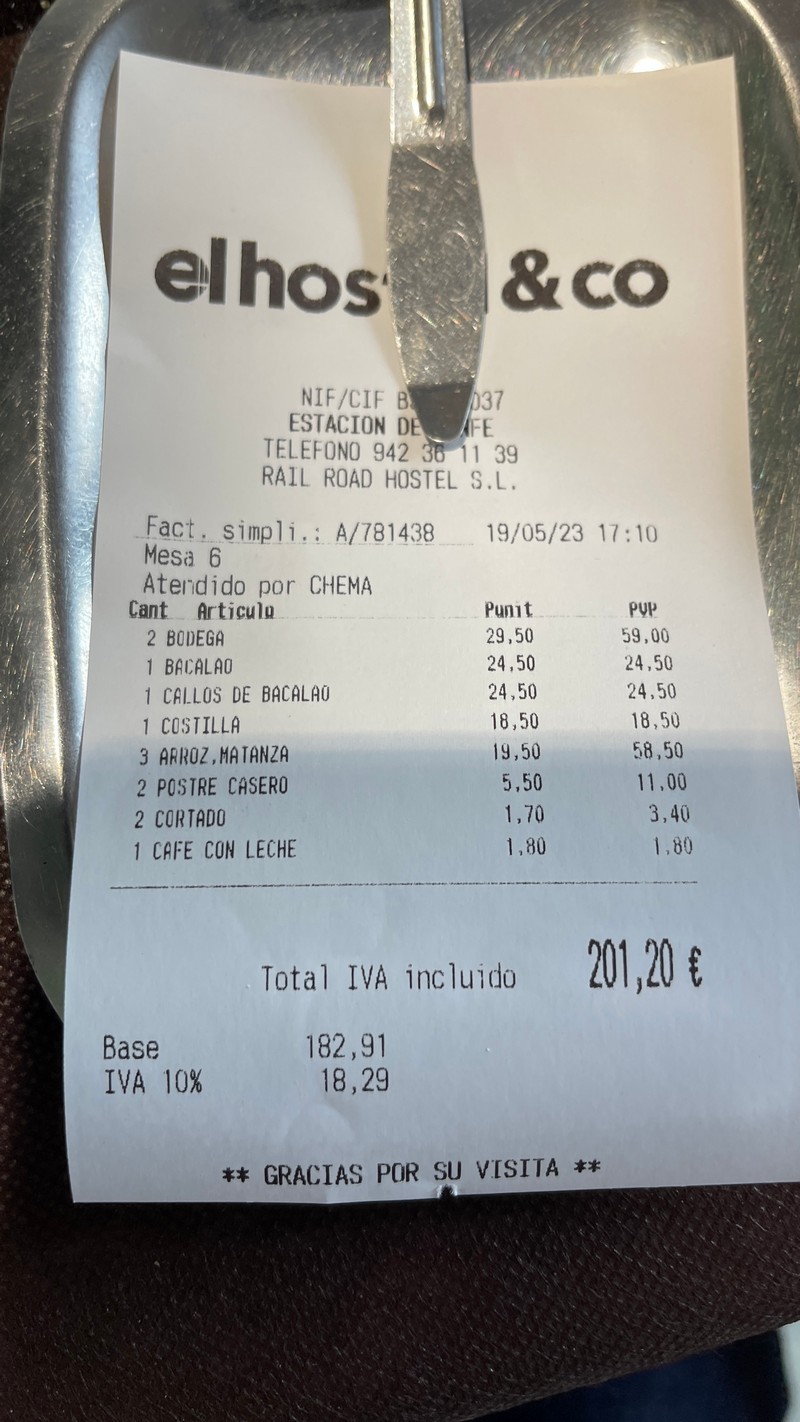 el &co
NIF/CIF
ESTACION
TELEFONO 942 36 11 39
RAIL ROAD HOSTEL S.L.
Fact. simpli.: A/781438 19/05/23 17:10
Mesa 6
Atendido por CHEMA
Cant Articulo Punit PVP
2 BODEGA 29,50 59,00
1 BACALAO 24,50 24,50
1 CALLOS DE BACALAO 24,50 24,50
1 COSTILLA 18,50 18,50
3 ARROZ,MATANZA 19,50 58,50
2 POSTRE CASERO 5,50 11,00
2 CORTADO 1,70 3,40
1 CAFE CON LECHE 1,80 1,80
Total IVA incluido 201,20 €
Base 182,91
IVA 10% 18,29
** GRACIAS POR SU VISITA **